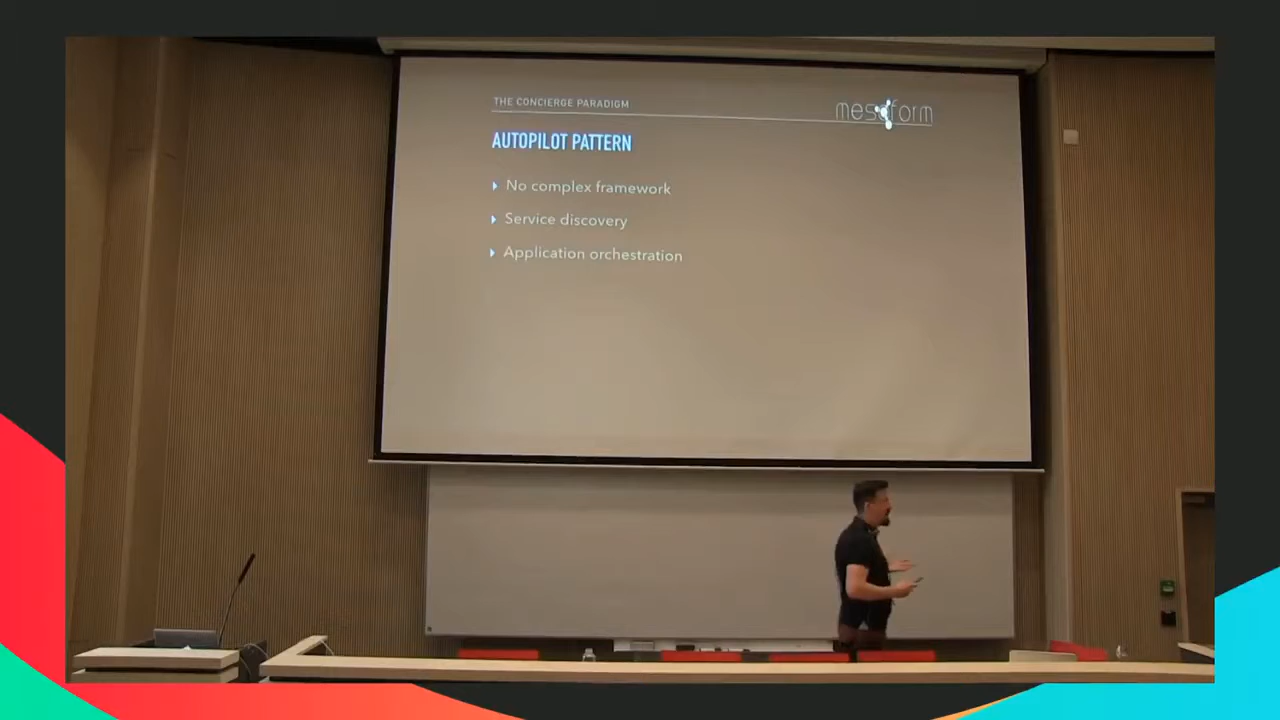 THE CONCIERGE PARADIGM
mesoform
AUTOPILOT PATTERN
No complex framework
Service discovery
Application orchestration